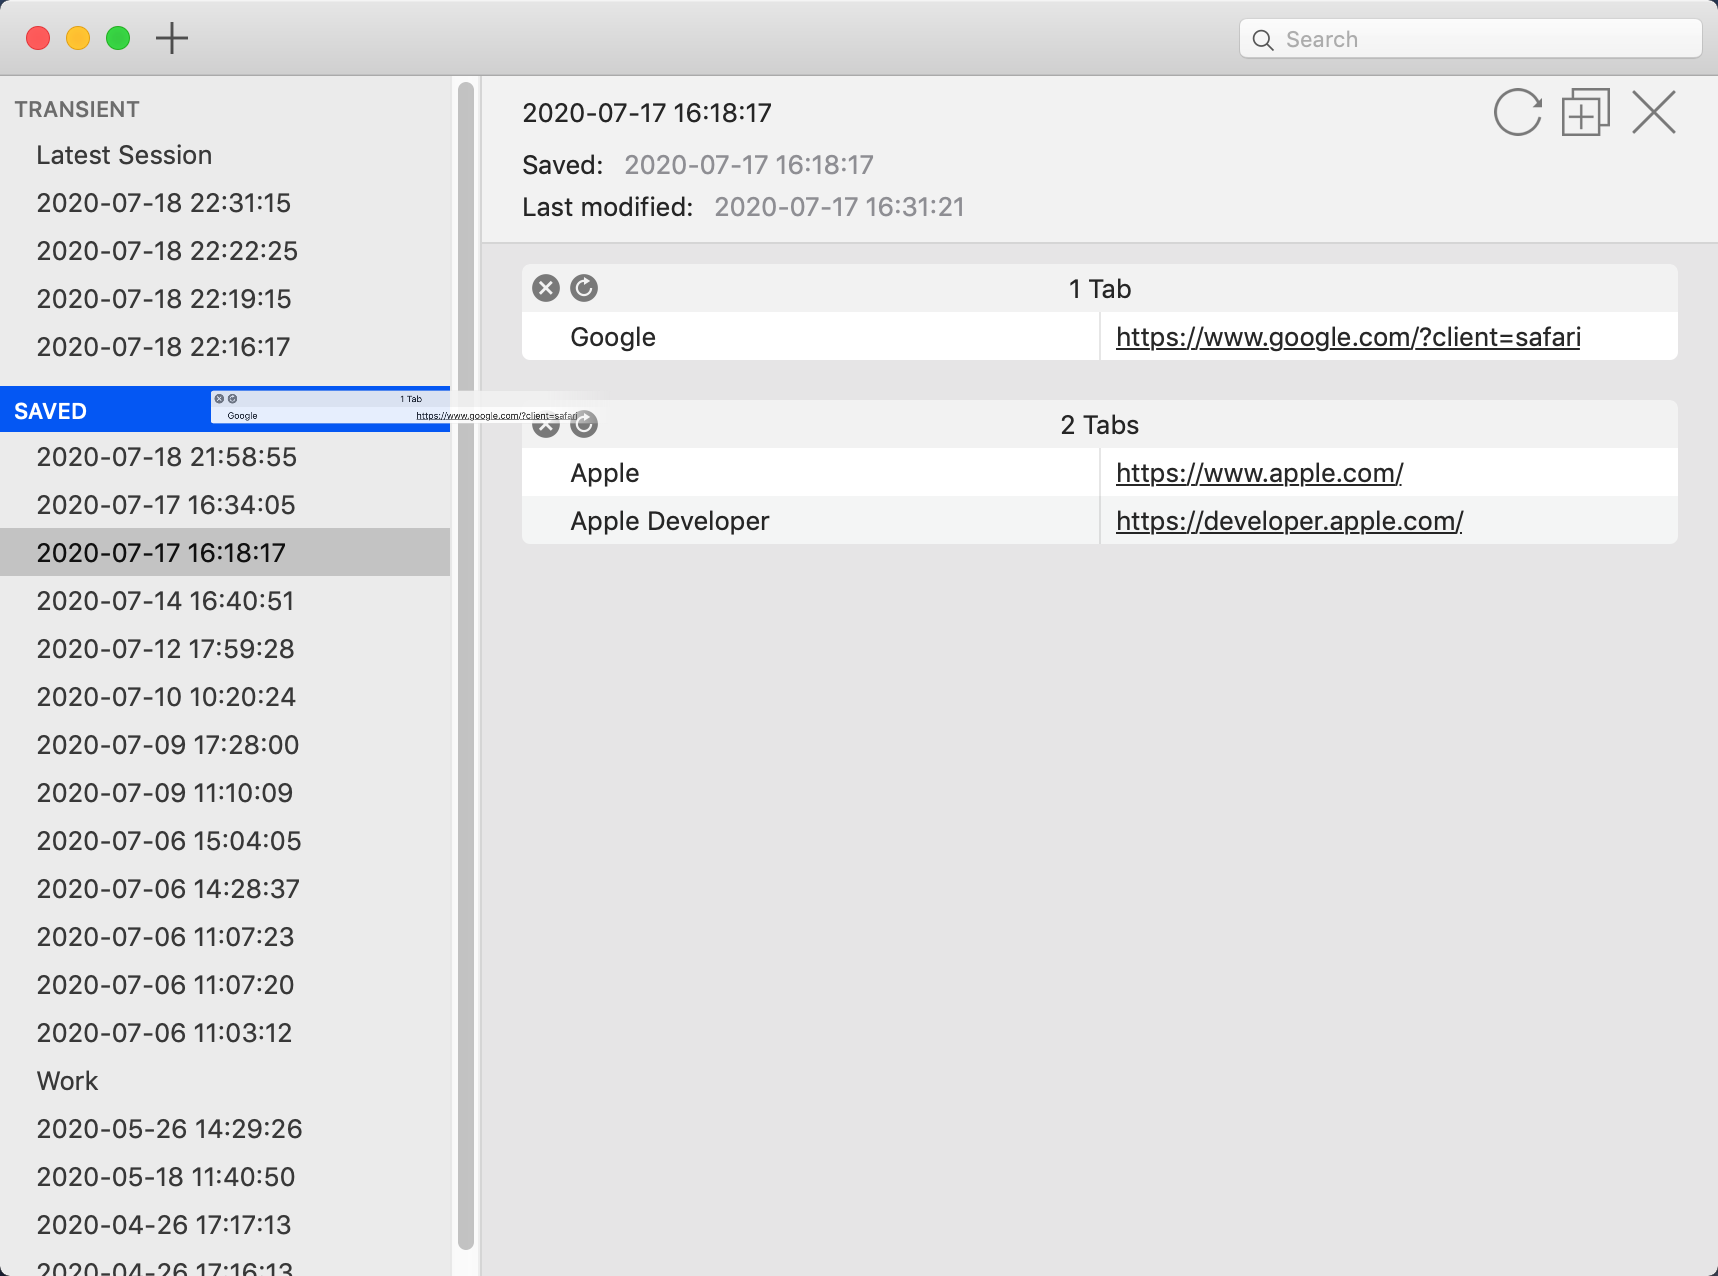 Search
TRANSIENT
Latest Session
2020-07-18 22:31:15
2020-07-18 22:22:25
2020-07-18 22:19:15
2020-07-18 22:16:17
SAVED
2020-07-18 21:58:55
2020-07-17 16:34:05
2020-07-17 16:18:17
2020-07-14 16:40:51
2020-07-12 17:59:28
2020-07-10 10:20:24
2020-07-09 17:28:00
2020-07-09 11:10:09
2020-07-06 15:04:05
2020-07-06 14:28:37
2020-07-06 11:07:23
2020-07-06 11:07:20
2020-07-06 11:03:12
Work
2020-05-26 14:29:26
2020-05-18 11:40:50
2020-04-26 17:17:13
2020-04-26 17:16:13
1 Tab
Google https://www.google.com/?client=safari
2020-07-17 16:18:17
Saved: 2020-07-17 16:18:17
Last modified: 2020-07-17 16:31:21
1 Tab
Google https://www.google.com/?client=safari
2 Tabs
Apple https://www.apple.com/
Apple Developer https://developer.apple.com/